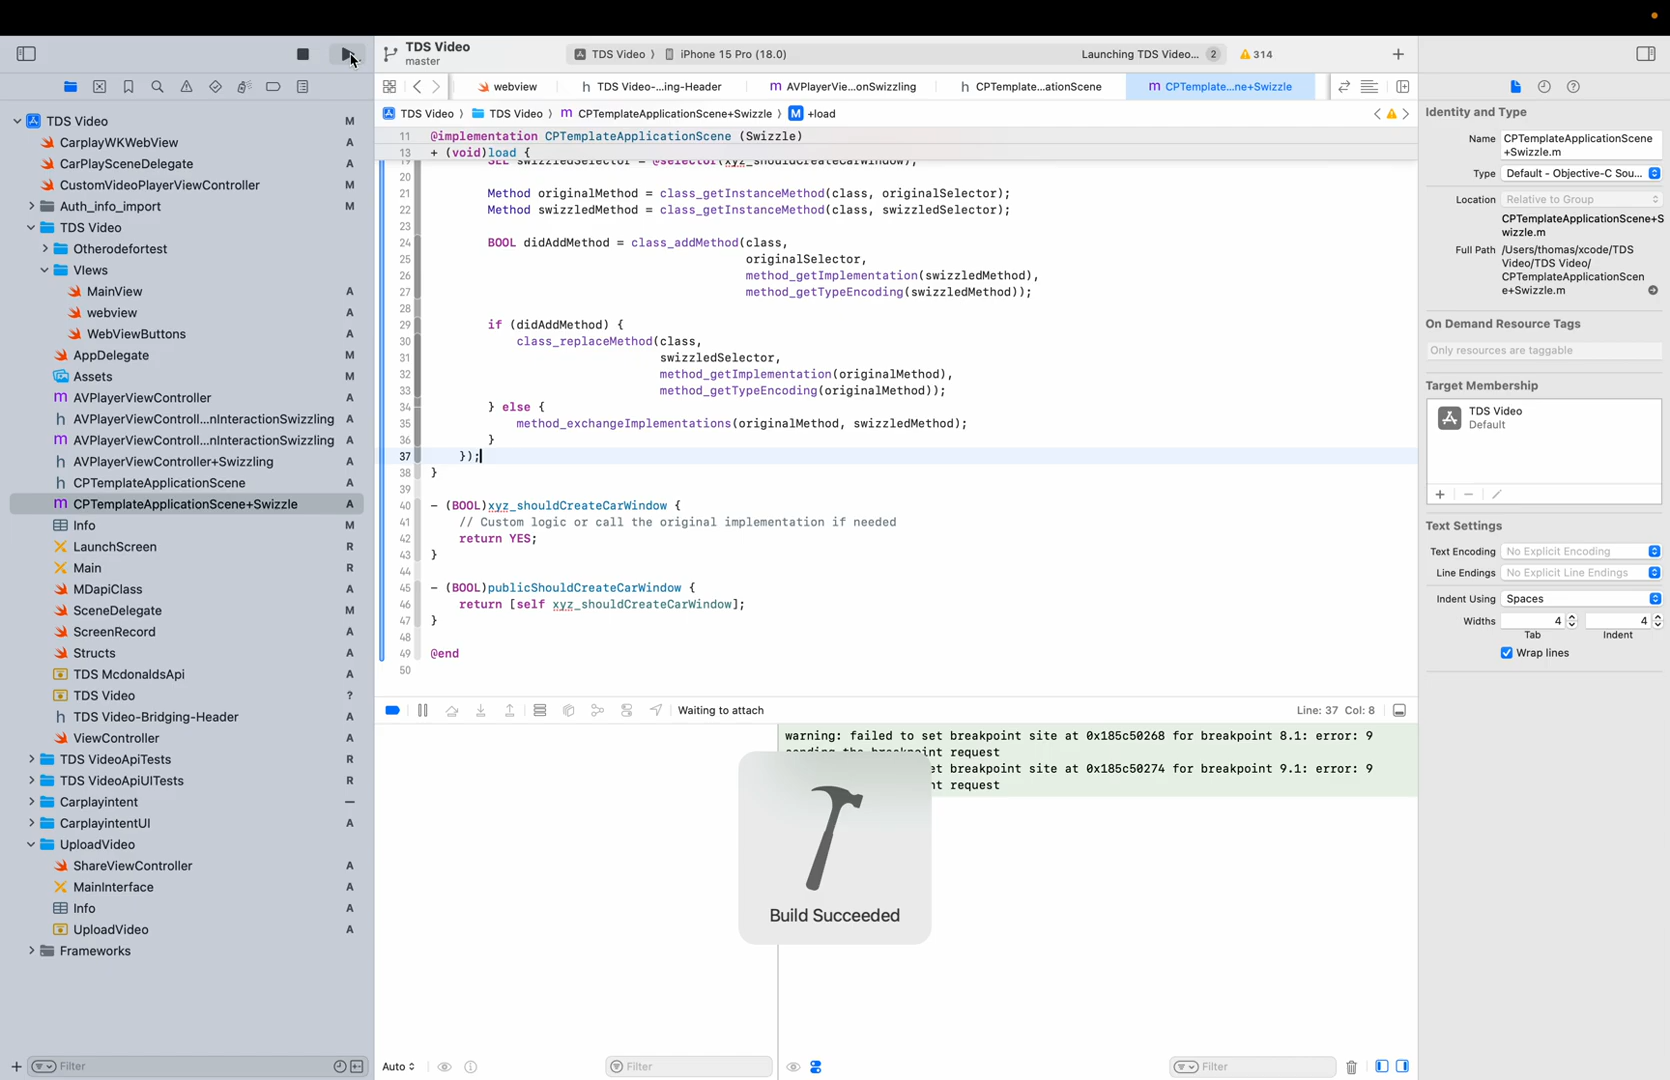 TDS Video
master
TDS Video 〉 iPhone 15 Pro (18.0)
Launching TDS Video... 2
314
webview
TDS Video-...ing-Header
AVPlayerVie...onSwizzling
CPTemplate...ationScene
CPTemplate...ne+Swizzle
TDS Video 〉 TDS Video 〉 CPTemplateApplicationScene+Swizzle 〉 M +load
TDS Video M
CarplayWKWebView A
CarPlaySceneDelegate A
CustomVideoPlayerViewController M
Auth_info_import M
TDS Video
Otherodefortest
VIews
MainView A
webview A
WebViewButtons A
AppDelegate M
Assets M
AVPlayerViewController A
AVPlayerViewControll...nInteractionSwizzling A
AVPlayerViewControll...nInteractionSwizzling A
AVPlayerViewController+Swizzling A
CPTemplateApplicationScene A
CPTemplateApplicationScene+Swizzle A
Info M
LaunchScreen R
Main R
MDapiClass A
SceneDelegate M
ScreenRecord A
Structs A
TDS McdonaldsApi A
TDS Video ?
TDS Video-Bridging-Header A
ViewController A
TDS VideoApiTests R
TDS VideoApiUITests R
Carplayintent –
CarplayintentUI A
UploadVideo
ShareViewController A
MainInterface A
Info A
UploadVideo A
Frameworks
Filter
11 @implementation CPTemplateApplicationScene (Swizzle)
13 + (void)load {
19 SEL swizzledSelector = @selector(xyz_shouldCreateCarWindow);
20
21 Method originalMethod = class_getInstanceMethod(class, originalSelector);
22 Method swizzledMethod = class_getInstanceMethod(class, swizzledSelector);
23
24 BOOL didAddMethod = class_addMethod(class,
25 originalSelector,
26 method_getImplementation(swizzledMethod),
27 method_getTypeEncoding(swizzledMethod));
28
29 if (didAddMethod) {
30 class_replaceMethod(class,
31 swizzledSelector,
32 method_getImplementation(originalMethod),
33 method_getTypeEncoding(originalMethod));
34 } else {
35 method_exchangeImplementations(originalMethod, swizzledMethod);
36 }
37 });
38 }
39
40 - (BOOL)xyz_shouldCreateCarWindow {
41 // Custom logic or call the original implementation if needed
42 return YES;
43 }
44
45 - (BOOL)publicShouldCreateCarWindow {
46 return [self xyz_shouldCreateCarWindow];
47 }
48
49 @end
50
Waiting to attach
Line: 37 Col: 8
warning: failed to set breakpoint site at 0x185c50268 for breakpoint 8.1: error: 9
sending the breakpoint request
et breakpoint site at 0x185c50274 for breakpoint 9.1: error: 9
nt request
Build Succeeded
Auto
Filter
Filter
Identity and Type
Name CPTemplateApplicationScene
+Swizzle.m
Type Default - Objective-C Sou...
Location Relative to Group
CPTemplateApplicationScene+S
wizzle.m
Full Path /Users/thomas/xcode/TDS
Video/TDS Video/
CPTemplateApplicationScen
e+Swizzle.m
On Demand Resource Tags
Only resources are taggable
Target Membership
TDS Video
Default
Text Settings
Text Encoding No Explicit Encoding
Line Endings No Explicit Line Endings
Indent Using Spaces
Widths 4 4
Tab Indent
Wrap lines